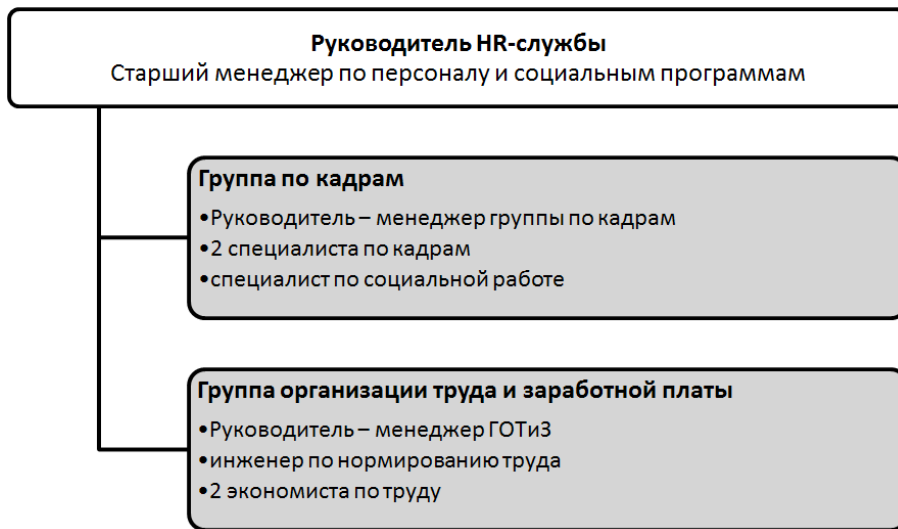 Руководитель HR-службы
Старший менеджер по персоналу и социальным программам
Группа по кадрам
•Руководитель – менеджер группы по кадрам
•2 специалиста по кадрам
•специалист по социальной работе
Группа организации труда и заработной платы
•Руководитель – менеджер ГОТиЗ
•инженер по нормированию труда
•2 экономиста по труду